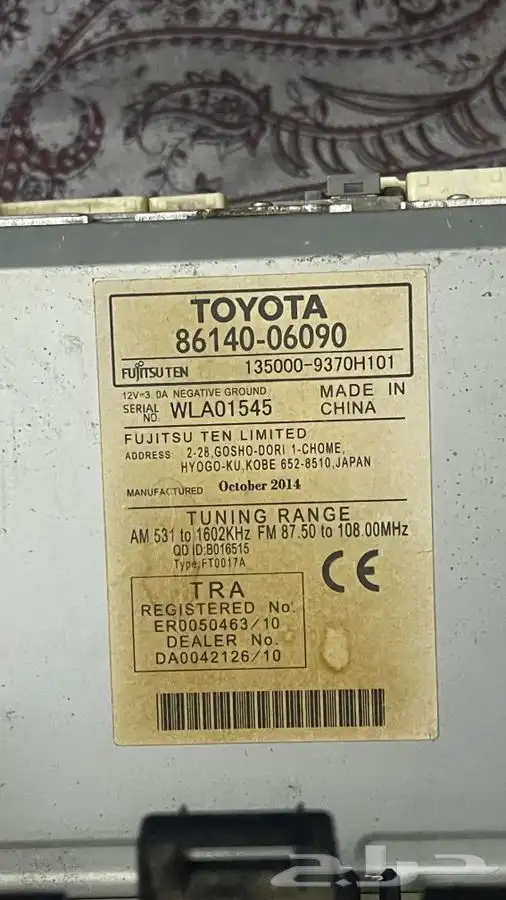 TOYOTA
86140-06090
FUJITSU TEN 135000-9370H101
12V⎓3.0A NEGATIVE GROUND
SERIAL NO. WLA01545
MADE IN CHINA
FUJITSU TEN LIMITED
ADDRESS 2-28,GOSHO-DORI 1-CHOME,
HYOGO-KU,KOBE 652-8510,JAPAN
MANUFACTURED October 2014
TUNING RANGE
AM 531 to 1602KHz FM 87.50 to 108.00MHz
QD ID:B016515
Type:FT0017A
CE
TRA
REGISTERED No.
ER0050463/10
DEALER No.
DA0042126/10
حراج